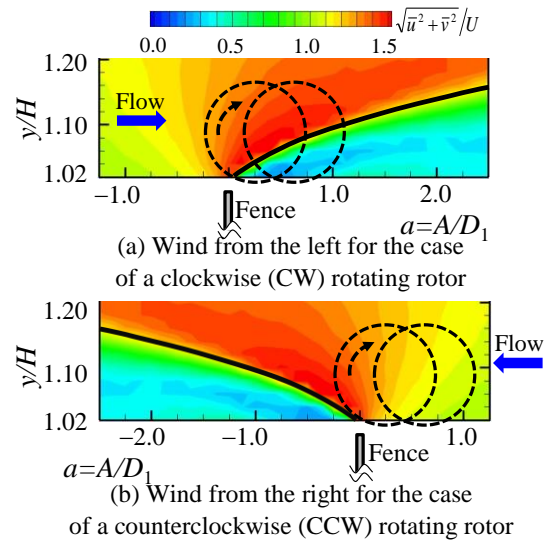 √ū²+v̄²/U
0.0 0.5 1.0 1.5
1.20
Flow
y/H
1.10
1.02
-1.0 1.0 2.0
Fence
a=A/D₁
(a) Wind from the left for the case
of a clockwise (CW) rotating rotor
1.20
Flow
y/H
1.10
1.02
−2.0 −1.0 1.0
a=A/D₁
Fence
(b) Wind from the right for the case
of a counterclockwise (CCW) rotating rotor